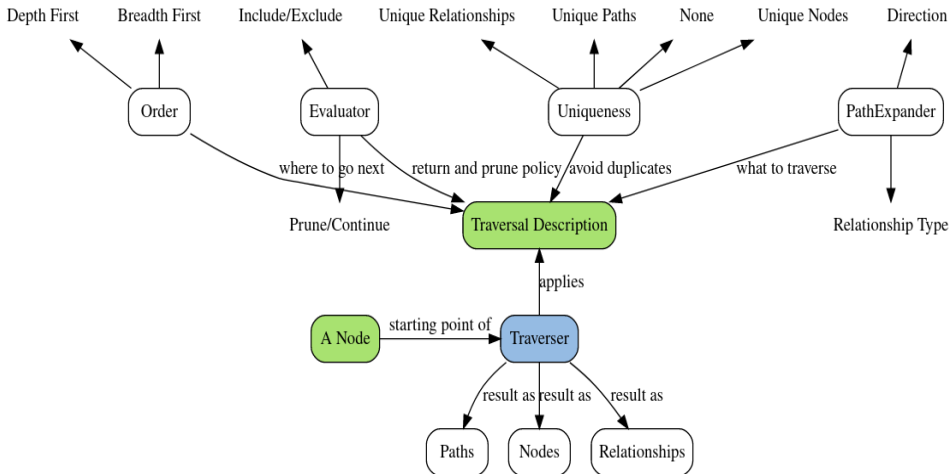 Depth First
Breadth First
Include/Exclude
Unique Relationships
Unique Paths
None
Unique Nodes
Direction
Order
Evaluator
Uniqueness
PathExpander
where to go next
return and prune policy
avoid duplicates
what to traverse
Prune/Continue
Traversal Description
Relationship Type
applies
A Node
starting point of
Traverser
result as
result as
result as
Paths
Nodes
Relationships